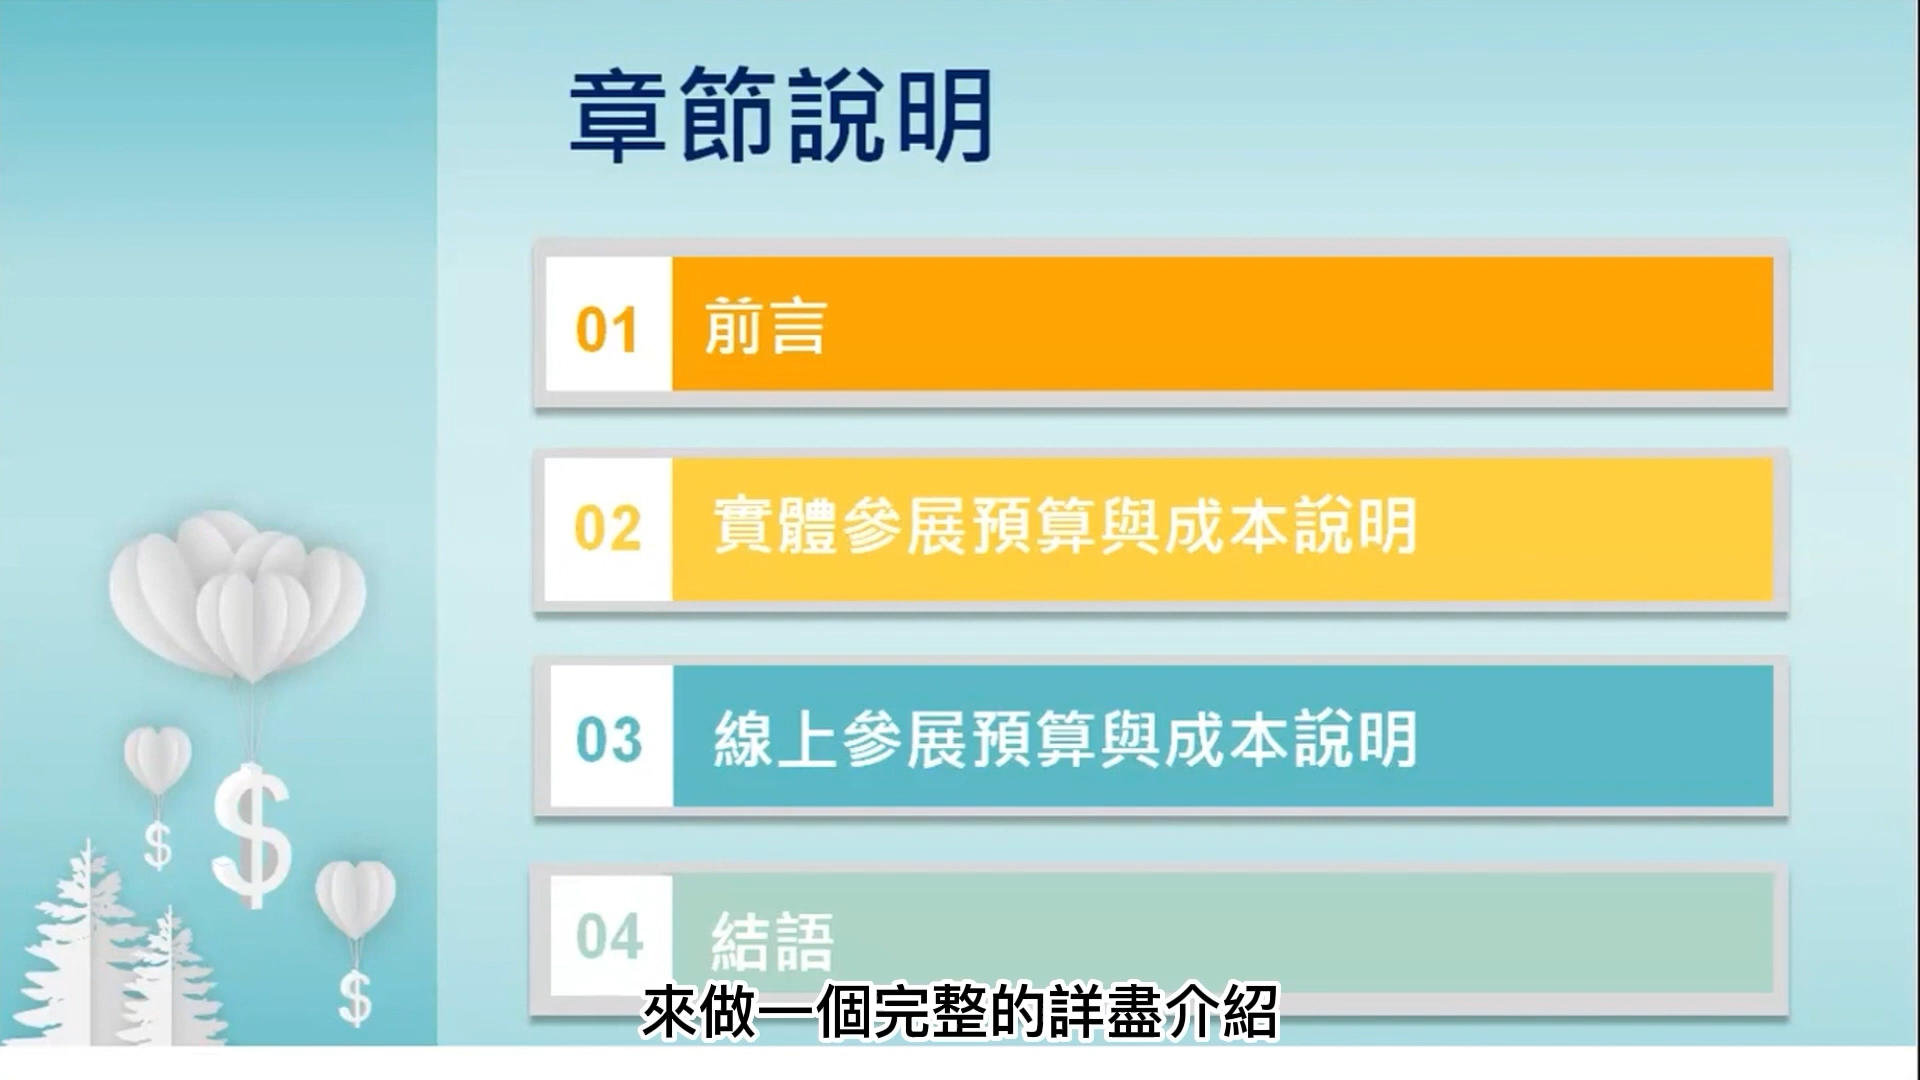 章節說明
01 前言
02 實體參展預算與成本說明
03 線上參展預算與成本說明
04 結語
來做一個完整的詳盡介紹
$
$
$